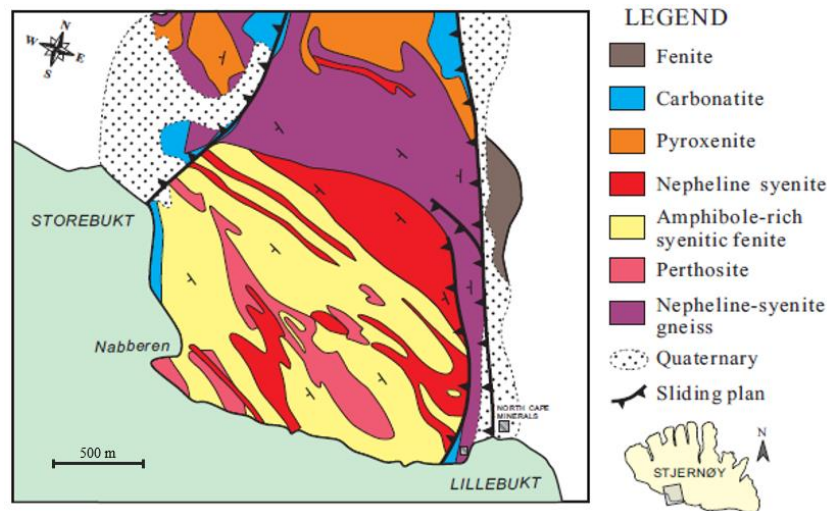 N
W
E
S
STOREBUKT
Nabberen
500 m
NORTH CAPE
MINERALS
LILLEBUKT
LEGEND
Fenite
Carbonatite
Pyroxenite
Nepheline syenite
Amphibole-rich
syenitic fenite
Perthosite
Nepheline-syenite
gneiss
Quaternary
Sliding plan
N
STJERNØY